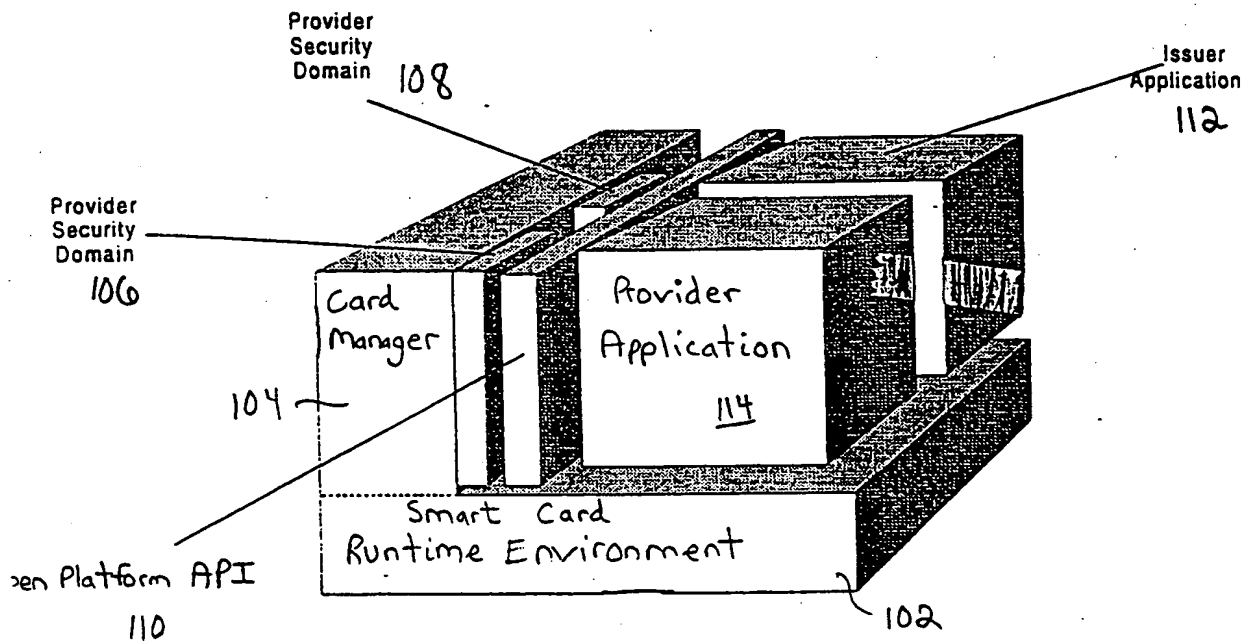 Provider
Security
Domain
108
Issuer
Application
112
Provider
Security
Domain
106
Card
Manager
104
Provider
Application
114
Smart Card
Runtime Environment
en Platform API
110
102